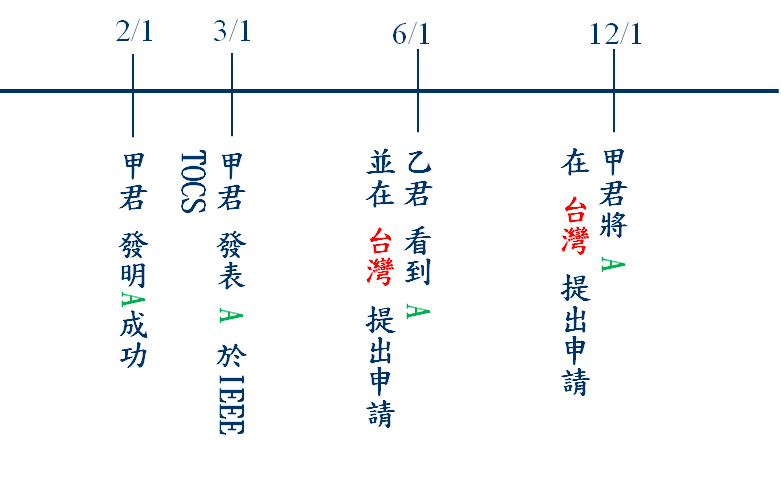 2/1
3/1
6/1
12/1
甲君 發明A成功
甲君 發表 A 於IEEE
TOCS
乙君 看到 A
並在 台灣 提出申請
甲君將 A
在 台灣 提出申請